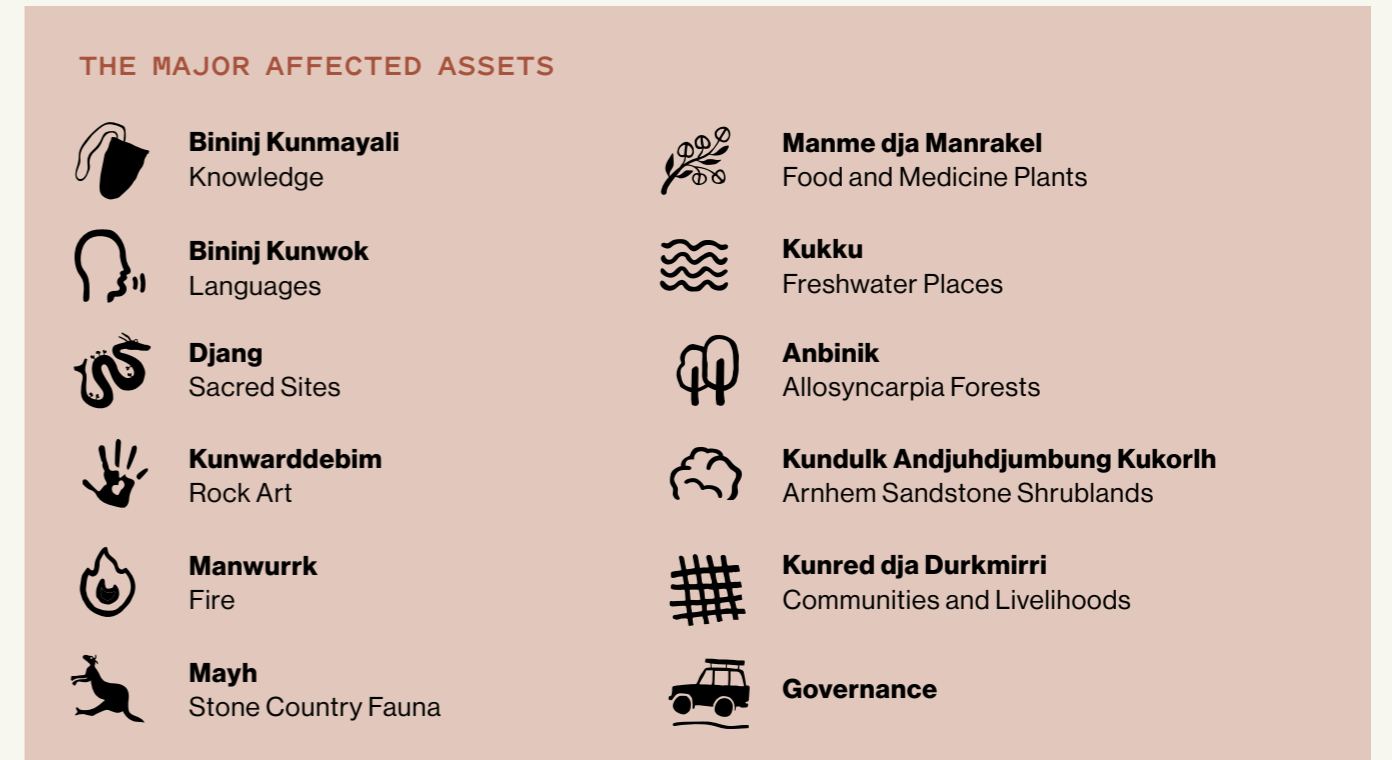 THE MAJOR AFFECTED ASSETS
Bininj Kunmayali
Knowledge
Bininj Kunwok
Languages
Djang
Sacred Sites
Kunwarddebim
Rock Art
Manwurrk
Fire
Mayh
Stone Country Fauna
Manme dja Manrakel
Food and Medicine Plants
Kukku
Freshwater Places
Anbinik
Allosyncarpia Forests
Kundulk Andjuhdjumbung Kukorlh
Arnhem Sandstone Shrublands
Kunred dja Durkmirri
Communities and Livelihoods
Governance